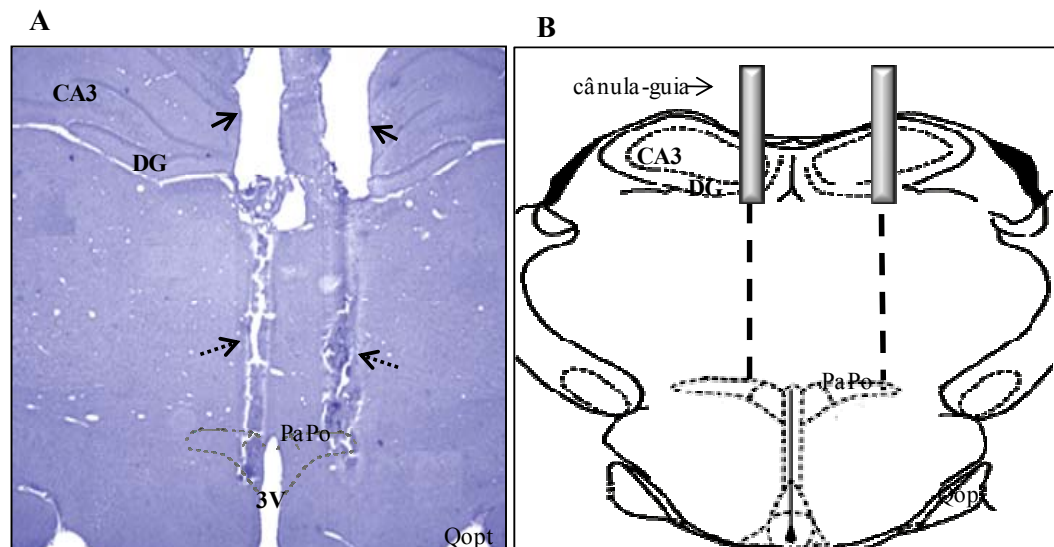 A
CA3
DG
PaPo
3V
Qopt
B
cânula-guia
CA3
DG
PaPo
Qopt